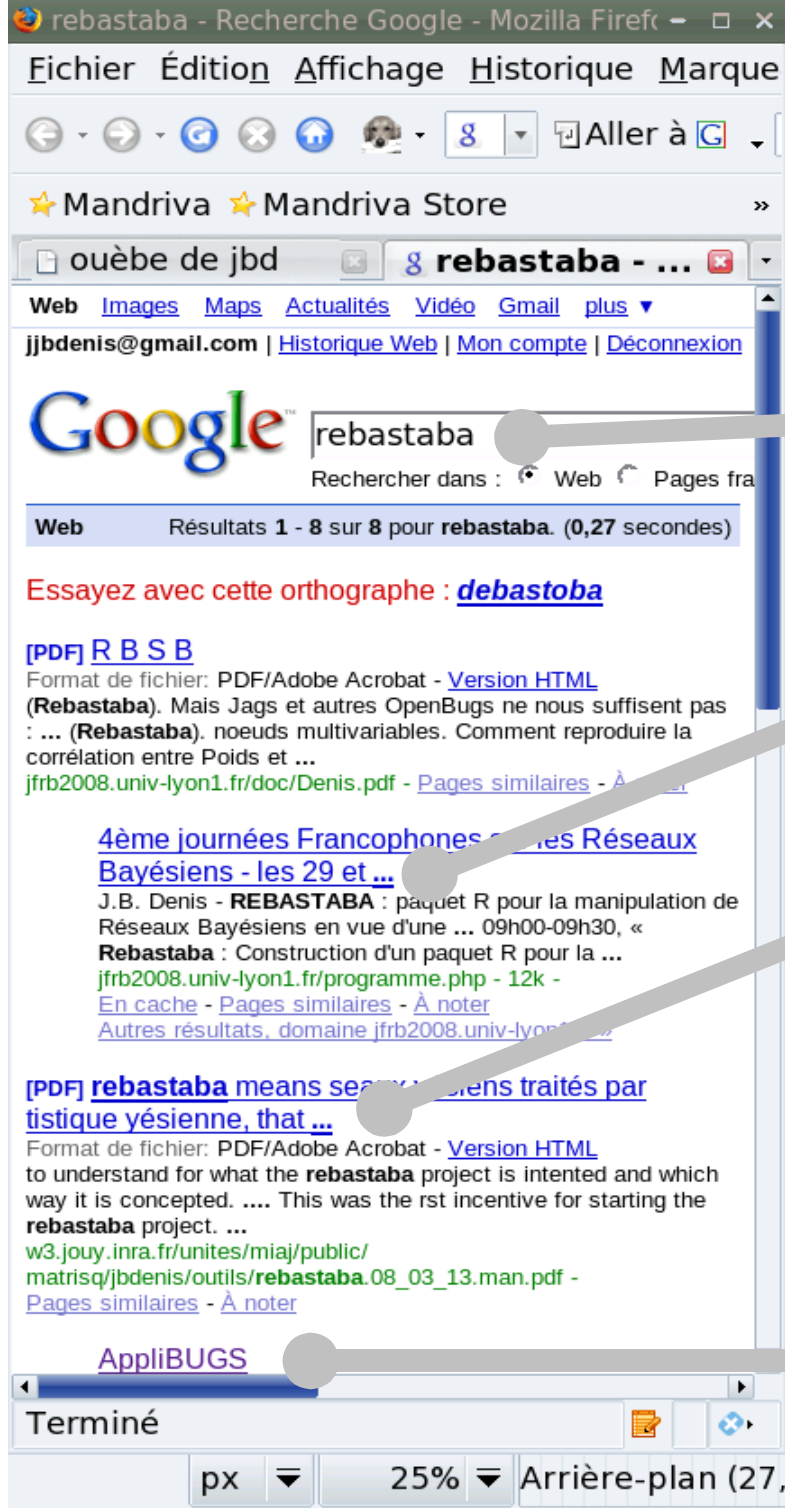 rebastaba - Recherche Google - Mozilla Firef
Fichier Édition Affichage Historique Marque
g Aller à G
Mandriva Mandriva Store »
ouèbe de jbd g rebastaba - ...
Web Images Maps Actualités Vidéo Gmail plus ▼
jjbdenis@gmail.com | Historique Web | Mon compte | Déconnexion
Google™ rebastaba
Rechercher dans : Web Pages fra
Web Résultats 1 - 8 sur 8 pour rebastaba. (0,27 secondes)
Essayez avec cette orthographe : debastoba
[PDF] R B S B
Format de fichier: PDF/Adobe Acrobat - Version HTML
(Rebastaba). Mais Jags et autres OpenBugs ne nous suffisent pas
: ... (Rebastaba). noeuds multivariables. Comment reproduire la
corrélation entre Poids et ...
jfrb2008.univ-lyon1.fr/doc/Denis.pdf - Pages similaires - À noter
4ème journées Francophones les Réseaux
Bayésiens - les 29 et ...
J.B. Denis - REBASTABA : paquet R pour la manipulation de
Réseaux Bayésiens en vue d'une ... 09h00-09h30, «
Rebastaba : Construction d'un paquet R pour la ...
jfrb2008.univ-lyon1.fr/programme.php - 12k -
En cache - Pages similaires - À noter
Autres résultats, domaine jfrb2008.univ-lyon1.fr »
[PDF] rebastaba means traités par
tistique yésienne, that ...
Format de fichier: PDF/Adobe Acrobat - Version HTML
to understand for what the rebastaba project is intented and which
way it is concepted. .... This was the rst incentive for starting the
rebastaba project. ...
w3.jouy.inra.fr/unites/miaj/public/
matrisq/jbdenis/outils/rebastaba.08_03_13.man.pdf -
Pages similaires - À noter
AppliBUGS
Terminé
px 25% Arrière-plan (27,